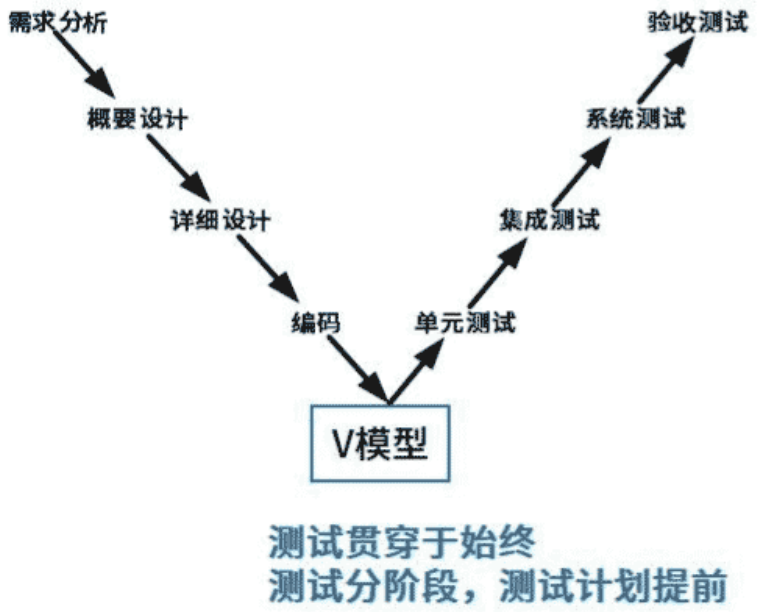 需求分析
验收测试
概要设计
系统测试
详细设计
集成测试
编码
单元测试
V模型
测试贯穿于始终
测试分阶段，测试计划提前